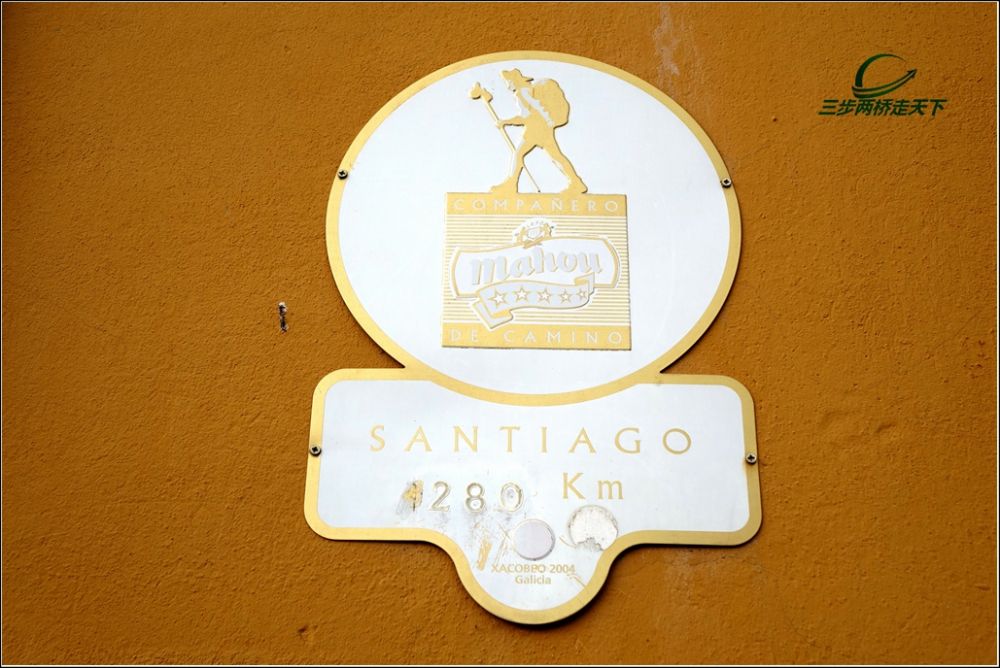 三步两桥走天下
COMPAÑERO
mahou
DE CAMINO
SANTIAGO
1280 Km
XACOBEO 2004
Galicia